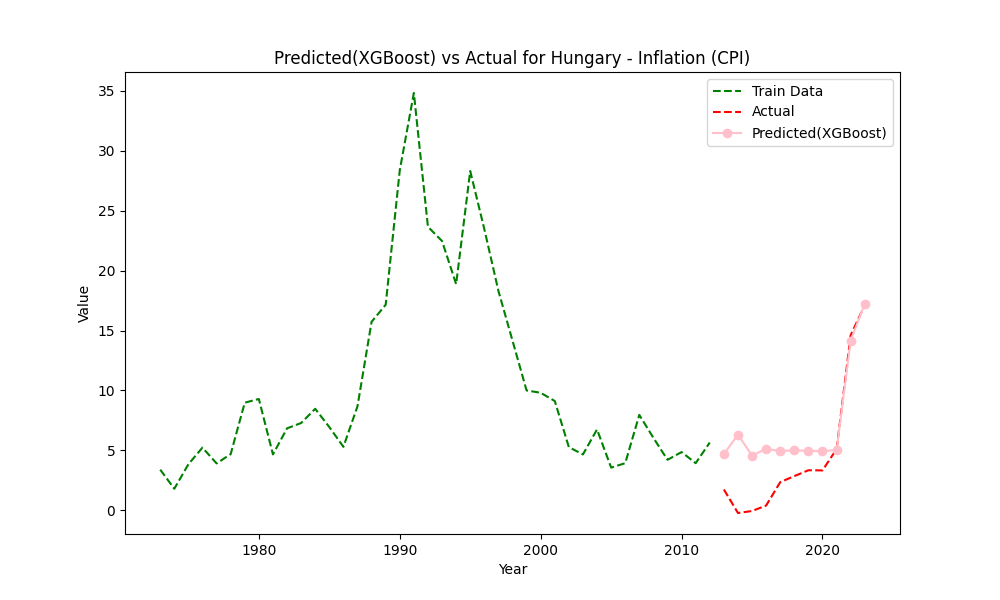 Predicted(XGBoost) vs Actual for Hungary - Inflation (CPI)
Train Data
Actual
Predicted(XGBoost)
Value
35
30
25
20
15
10
5
0
1980
1990
2000
2010
2020
Year